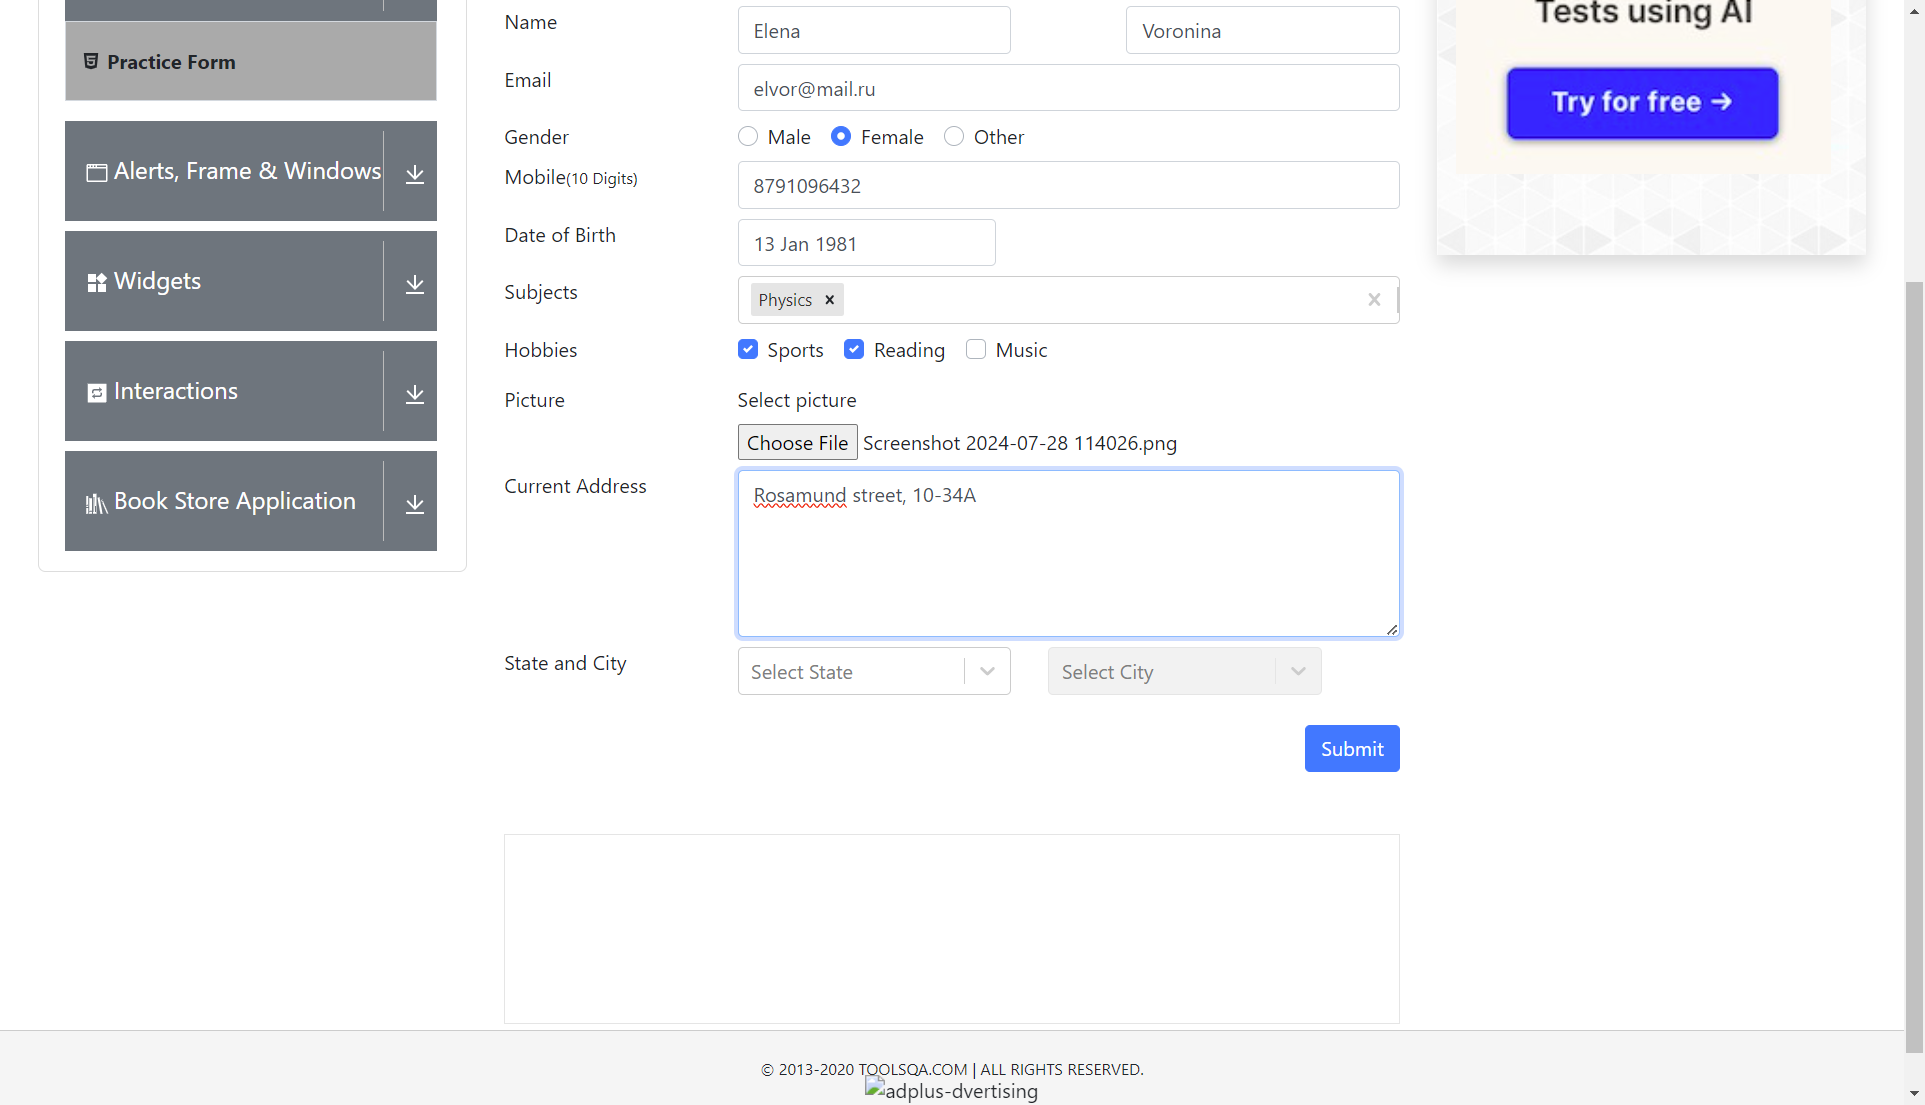 Tests using AI
Try for free →
Practice Form
Alerts, Frame & Windows
Widgets
Interactions
Book Store Application
Name
Elena
Voronina
Email
elvor@mail.ru
Gender
Male
Female
Other
Mobile(10 Digits)
8791096432
Date of Birth
13 Jan 1981
Subjects
Physics
Hobbies
Sports
Reading
Music
Picture
Select picture
Choose File Screenshot 2024-07-28 114026.png
Current Address
Rosamund street, 10-34A
State and City
Select State
Select City
Submit
© 2013-2020 TOOLSQA.COM | ALL RIGHTS RESERVED.
adplus-dvertising